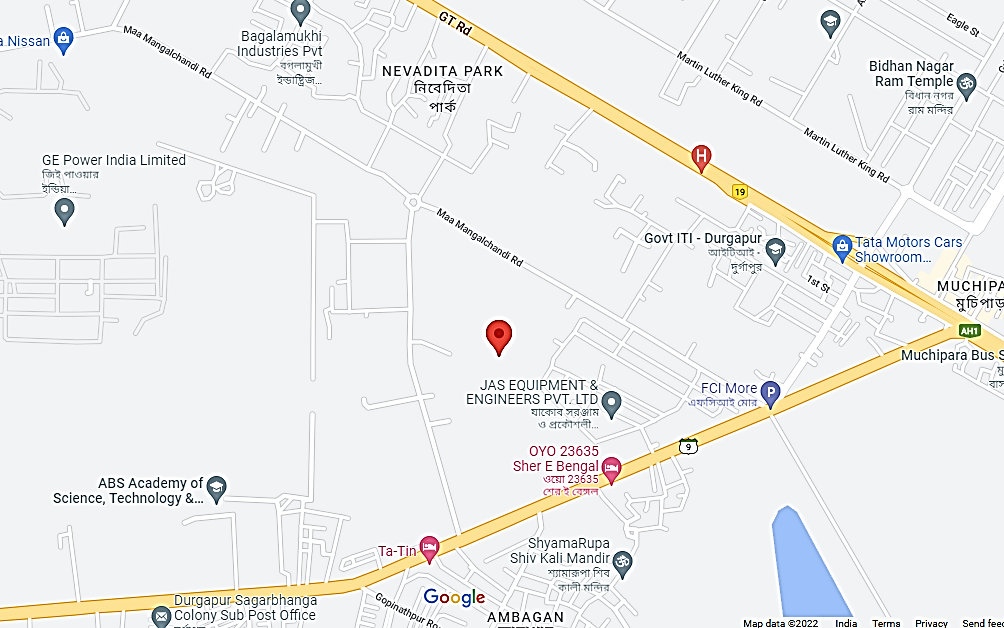 GT Rd
Eagle St
a Nissan
Maa Mangalchandi Rd
Bagalamukhi
Industries Pvt
বগলামুখী
ইন্ডাষ্ট্রিজ...
NEVADITA PARK
নিবেদিতা
পার্ক
Martin Luther King Rd
Bidhan Nagar
Ram Temple
বিধান নগর
রাম মন্দির
Martin Luther King Rd
H
19
GE Power India Limited
জিই পাওয়ার
ইন্ডিয়া...
Maa Mangalchandi Rd
Govt ITI - Durgapur
আইটিআই -
দুর্গাপুর
Tata Motors Cars
Showroom...
1st St
MUCHIPA
মুচিপাড়
AH1
Muchipara Bus S
JAS EQUIPMENT &
ENGINEERS PVT. LTD
যাকোব সরঞ্জাম
ও প্রকৌশলী...
FCI More
এফসিআই মোর
P
9
OYO 23635
Sher E Bengal
ওয়ো 23635
শের ই বেঙ্গল
ABS Academy of
Science, Technology &...
Ta-Tin
ShyamaRupa
Shiv Kali Mandir
শ্যামারূপা শিব
কালী মন্দির
Durgapur Sagarbhanga
Colony Sub Post Office
Gopinathpur Road
Google
AMBAGAN
Map data ©2022 India Terms Privacy Send feed